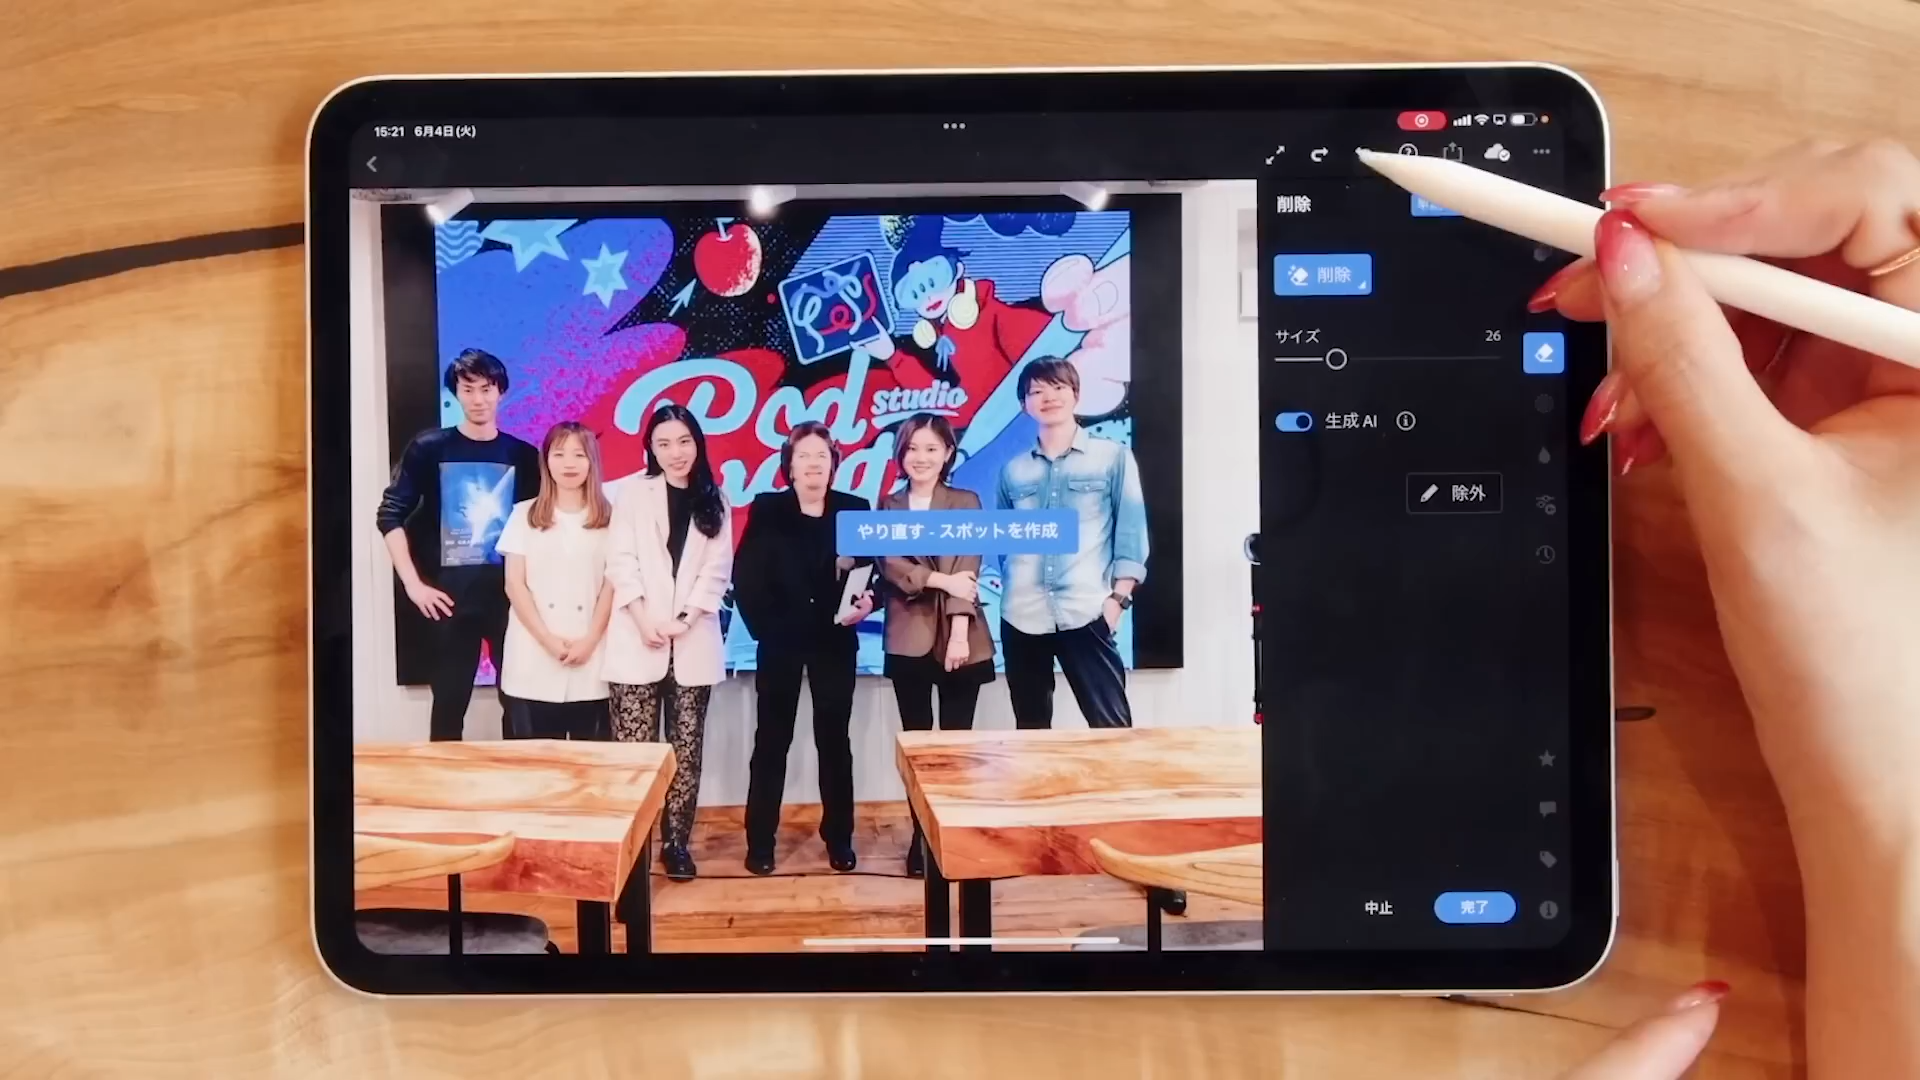 15:21 6月4日(火)
削除
削除
サイズ 26
生成 AI
除外
Pod studio
やり直す - スポットを作成
中止
完了